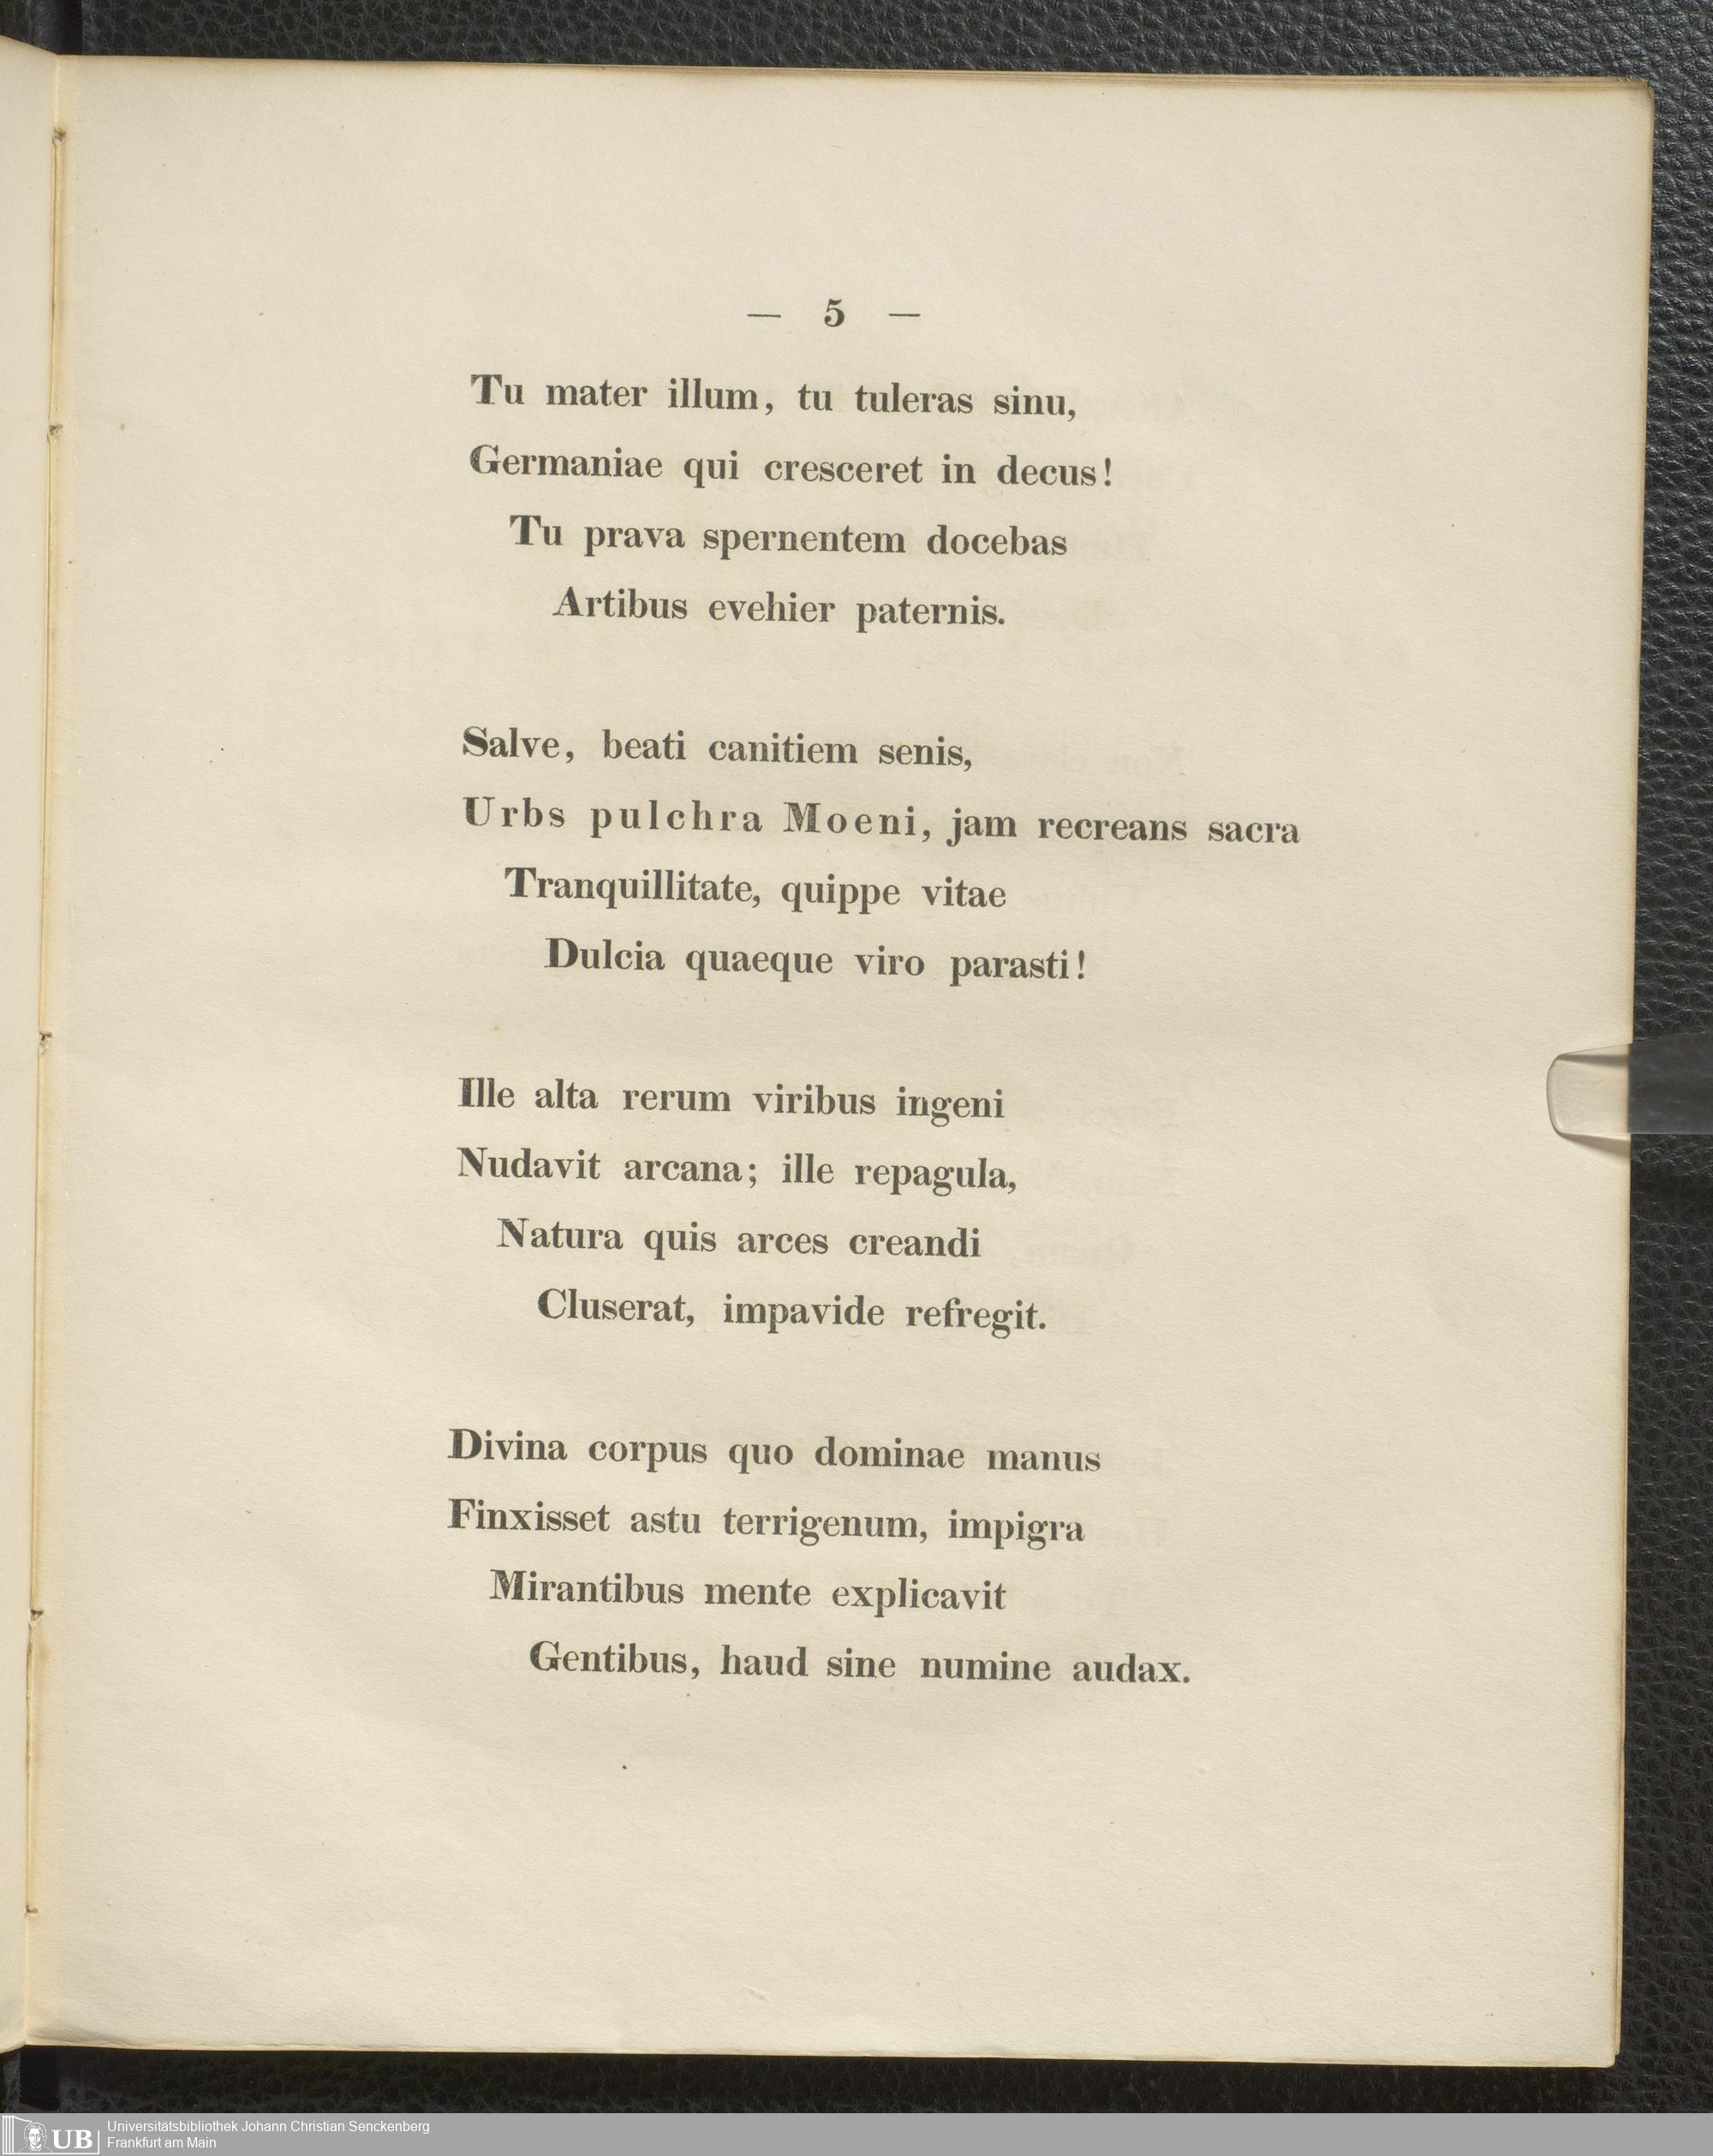 — 5 —
Tu mater illum, tu tuleras sinu,
Germaniae qui cresceret in decus!
Tu prava spernentem docebas
Artibus evehier paternis.
Salve, beati canitiem senis,
Urbs pulchra Moeni, jam recreans sacra
Tranquillitate, quippe vitae
Dulcia quaeque viro parasti!
Ille alta rerum viribus ingeni
Nudavit arcana; ille repagula,
Natura quis arces creandi
Cluserat, impavide refregit.
Divina corpus quo dominae manus
Finxisset astu terrigenum, impigra
Mirantibus mente explicavit
Gentibus, haud sine numine audax.
UB Universitätsbibliothek Johann Christian Senckenberg
Frankfurt am Main